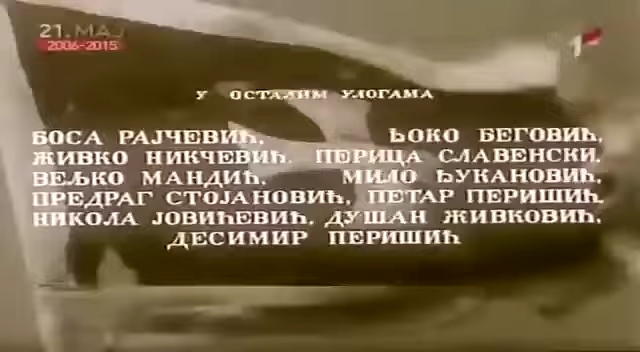 21. МАЈ
2006-2015
1
У ОСТАЛИМ УЛОГАМА
БОСА РАЈЧЕВИЋ, ЂОКО БЕГОВИЋ,
ЖИВКО НИКЧЕВИЋ, ПЕРИЦА СЛАВЕНСКИ,
ВЕЉКО МАНДИЋ, МИЛО ЂУКАНОВИЋ,
ПРЕДРАГ СТОЈАНОВИЋ, ПЕТАР ПЕРИШИЋ,
НИКОЛА ЈОВИЋЕВИЋ, ДУШАН ЖИВКОВИЋ,
ДЕСИМИР ПЕРИШИЋ